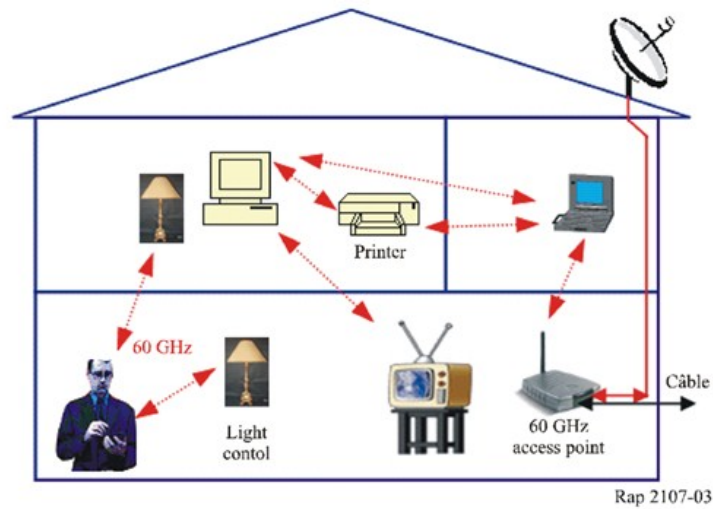 Printer
60 GHz
Light
contol
60 GHz
access point
Câble
Rap 2107-03